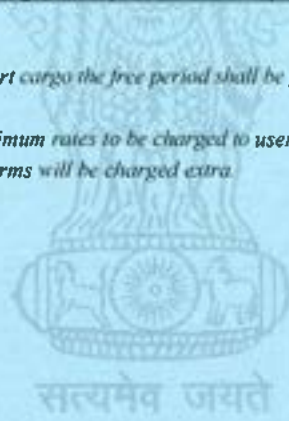 rt cargo the free period shall be
imum rates to be charged to user
rms will be charged extra.
सत्यमेव जयते